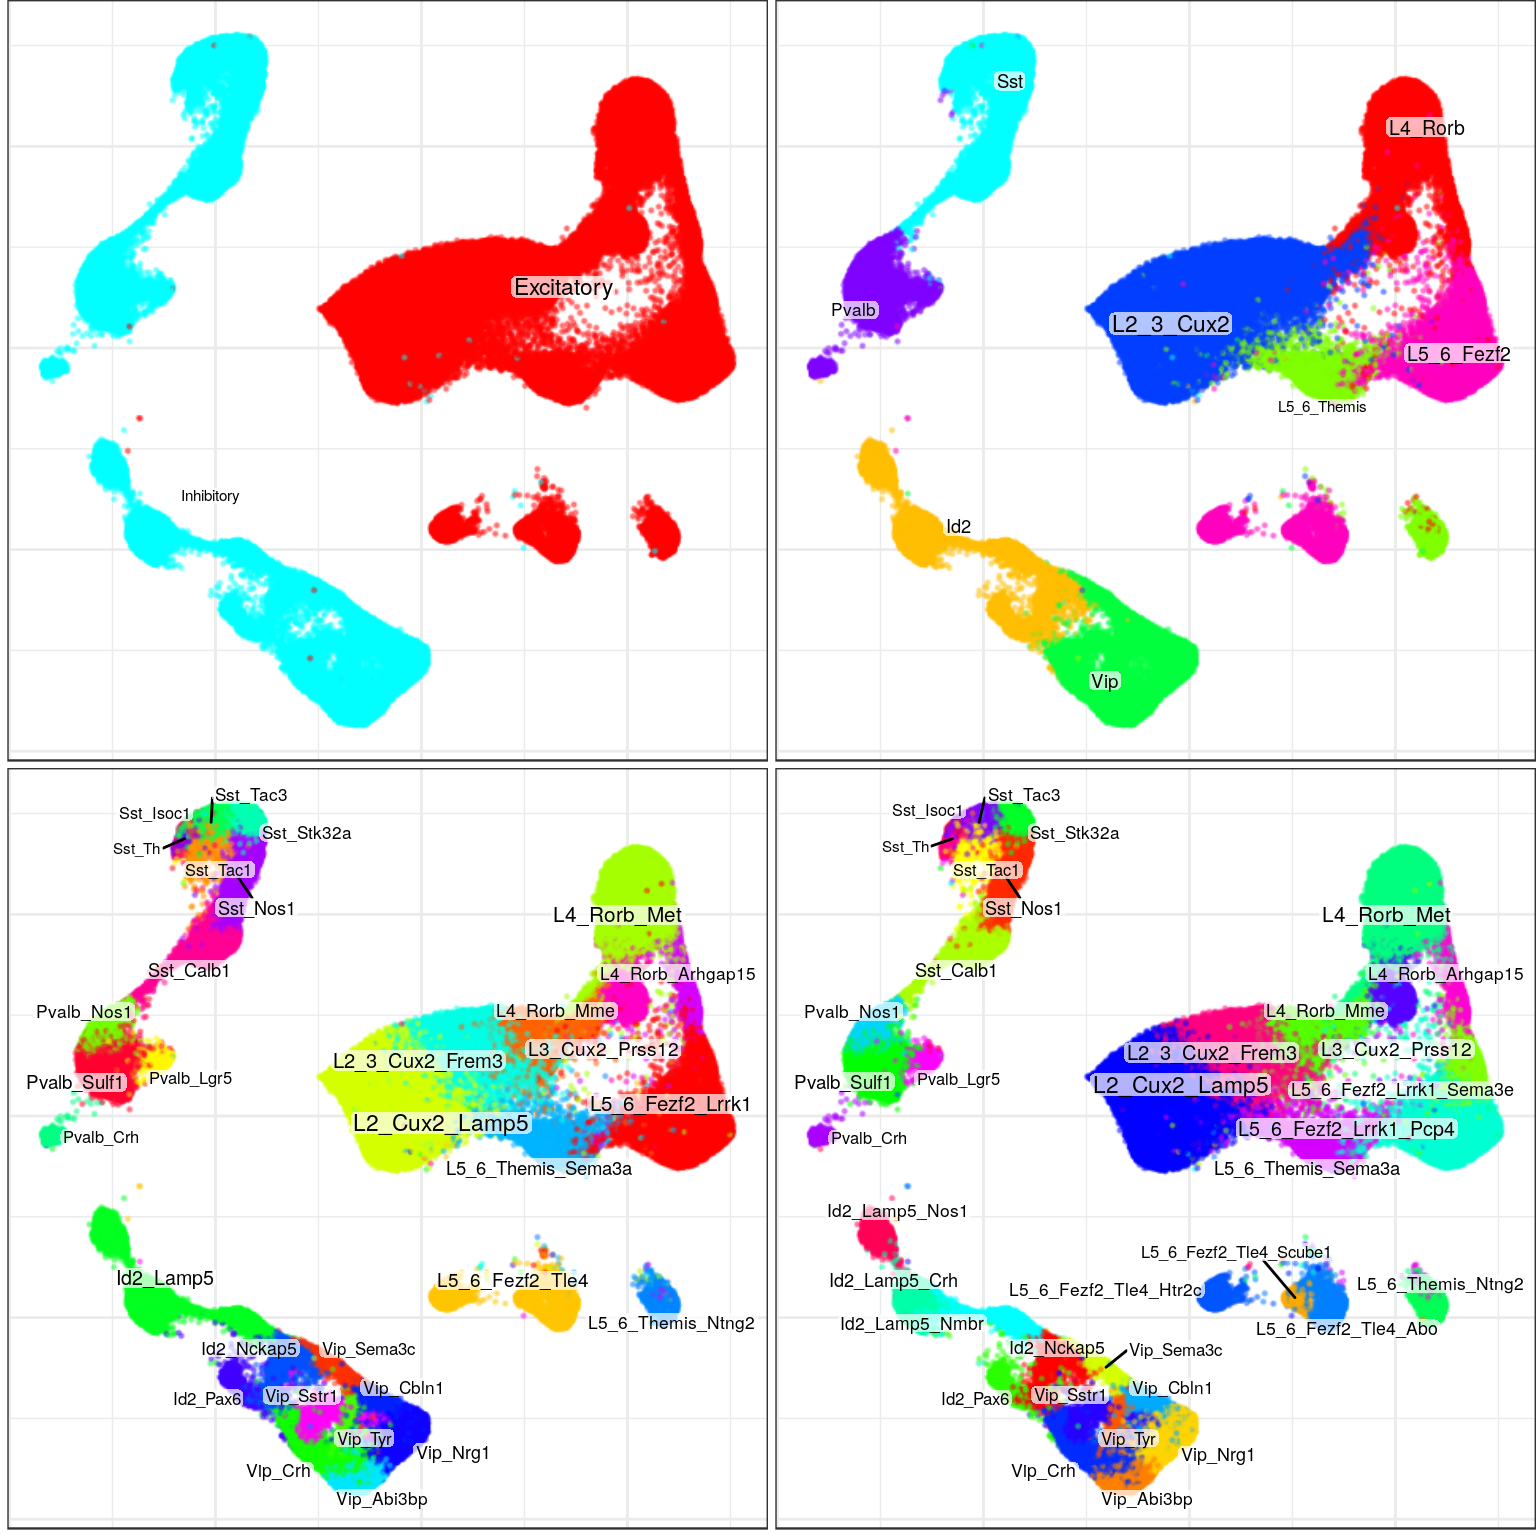 Excitatory
Inhibitory
Sst
L4_Rorb
Pvalb
L2_3_Cux2
L5_6_Fezf2
L5_6_Themis
Id2
Vip
Sst_Tac3
Sst_Isoc1
Sst_Stk32a
Sst_Th
Sst_Tac1
Sst_Nos1
L4_Rorb_Met
Sst_Calb1
L4_Rorb_Arhgap15
Pvalb_Nos1
L4_Rorb_Mme
L3_Cux2_Prss12
L2_3_Cux2_Frem3
Pvalb_Sulf1
Pvalb_Lgr5
L5_6_Fezf2_Lrrk1
L2_Cux2_Lamp5
Pvalb_Crh
L5_6_Themis_Sema3a
Id2_Lamp5
L5_6_Fezf2_Tle4
L5_6_Themis_Ntng2
Id2_Nckap5
Vip_Sema3c
Id2_Pax6
Vip_Sstr1
Vip_Cbln1
Vip_Tyr
Vip_Nrg1
Vip_Crh
Vip_Abi3bp
Sst_Tac3
Sst_Isoc1
Sst_Stk32a
Sst_Th
Sst_Tac1
Sst_Nos1
L4_Rorb_Met
Sst_Calb1
L4_Rorb_Arhgap15
Pvalb_Nos1
L4_Rorb_Mme
L2_3_Cux2_Frem3
L3_Cux2_Prss12
Pvalb_Sulf1
Pvalb_Lgr5
L2_Cux2_Lamp5
L5_6_Fezf2_Lrrk1_Sema3e
Pvalb_Crh
L5_6_Fezf2_Lrrk1_Pcp4
L5_6_Themis_Sema3a
Id2_Lamp5_Nos1
L5_6_Fezf2_Tle4_Scube1
Id2_Lamp5_Crh
L5_6_Fezf2_Tle4_Htr2c
L5_6_Themis_Ntng2
Id2_Lamp5_Nmbr
L5_6_Fezf2_Tle4_Abo
Id2_Nckap5
Vip_Sema3c
Id2_Pax6
Vip_Sstr1
Vip_Cbln1
Vip_Tyr
Vip_Nrg1
Vip_Crh
Vip_Abi3bp